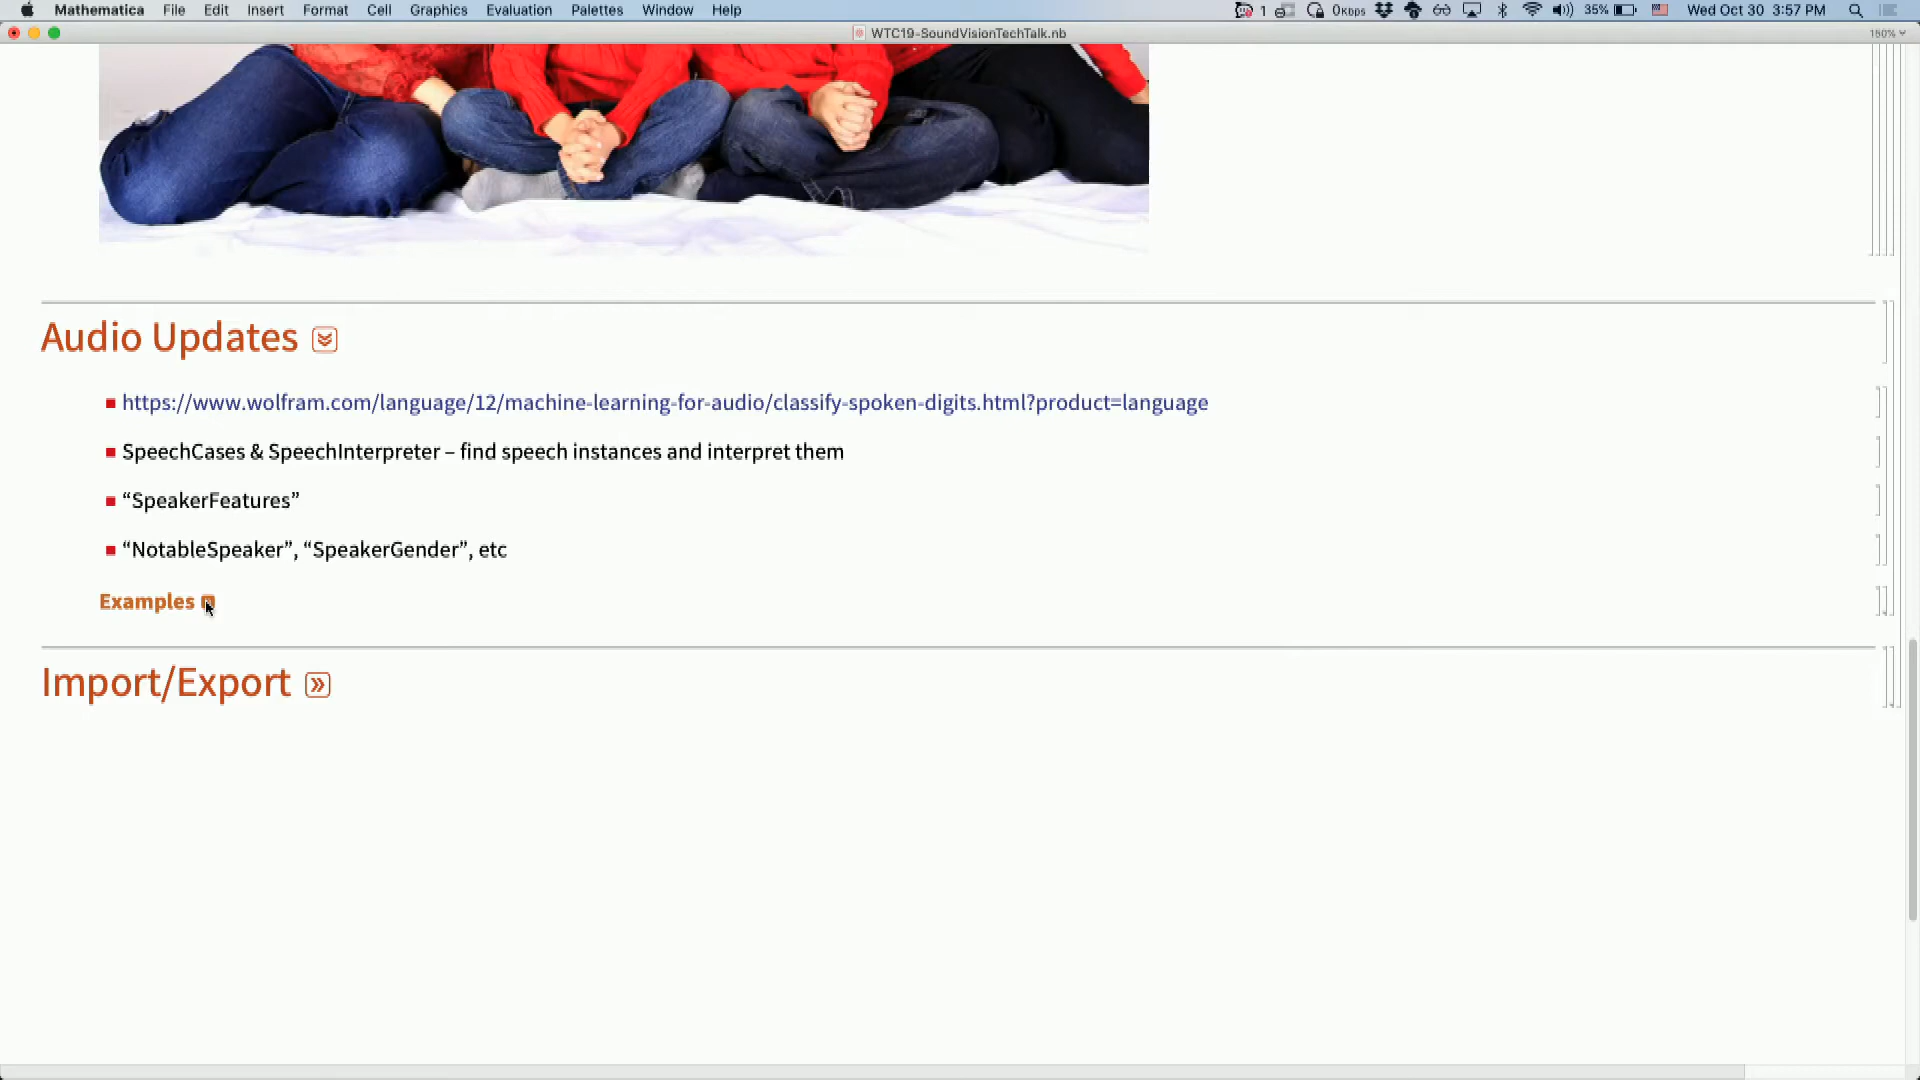 Mathematica File Edit Insert Format Cell Graphics Evaluation Palettes Window Help 1 0Kbps 35% Wed Oct 30 3:57 PM
WTC19-SoundVisionTechTalk.nb
Audio Updates
https://www.wolfram.com/language/12/machine-learning-for-audio/classify-spoken-digits.html?product=language
SpeechCases & SpeechInterpreter – find speech instances and interpret them
“SpeakerFeatures”
“NotableSpeaker”, “SpeakerGender”, etc
Examples
Import/Export